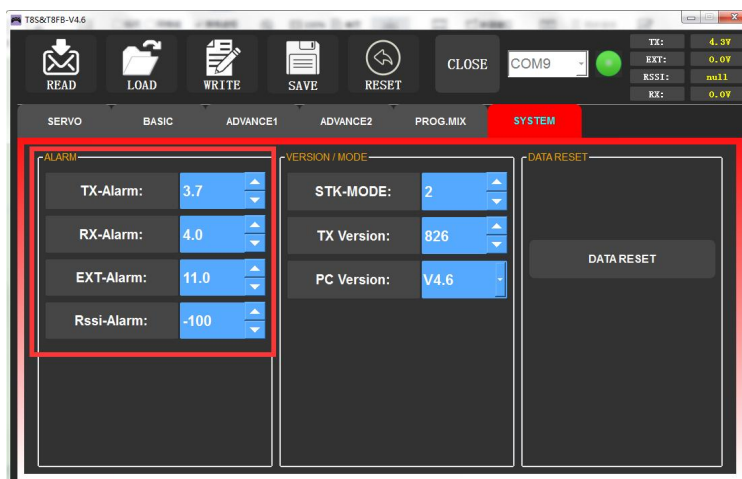 T8S&T8FB-V4.6
READ LOAD WRITE SAVE RESET CLOSE COM9
TX: 4.3V
EXT: 0.0V
RSSI: null
RX: 0.0V
SERVO BASIC ADVANCE1 ADVANCE2 PROG.MIX SYSTEM
ALARM
TX-Alarm: 3.7
RX-Alarm: 4.0
EXT-Alarm: 11.0
Rssi-Alarm: -100
VERSION / MODE
STK-MODE: 2
TX Version: 826
PC Version: V4.6
DATA RESET
DATA RESET